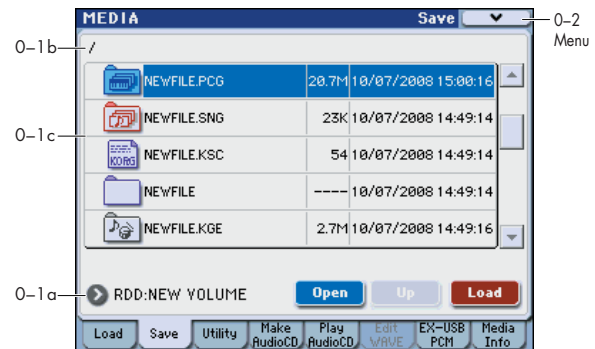 MEDIA Save
0–2
Menu
0–1b
/
NEWFILE.PCG 20.7M 10/07/2008 15:00:16
NEWFILE.SNG 23K 10/07/2008 14:49:14
0–1c
KORG NEWFILE.KSC 54 10/07/2008 14:49:14
NEWFILE ---- 10/07/2008 14:49:14
NEWFILE.KGE 2.7M 10/07/2008 14:49:16
0–1a
RDD:NEW VOLUME Open Up Load
Load Save Utility Make AudioCD Play AudioCD Edit WAVE EX-USB PCM Media Info